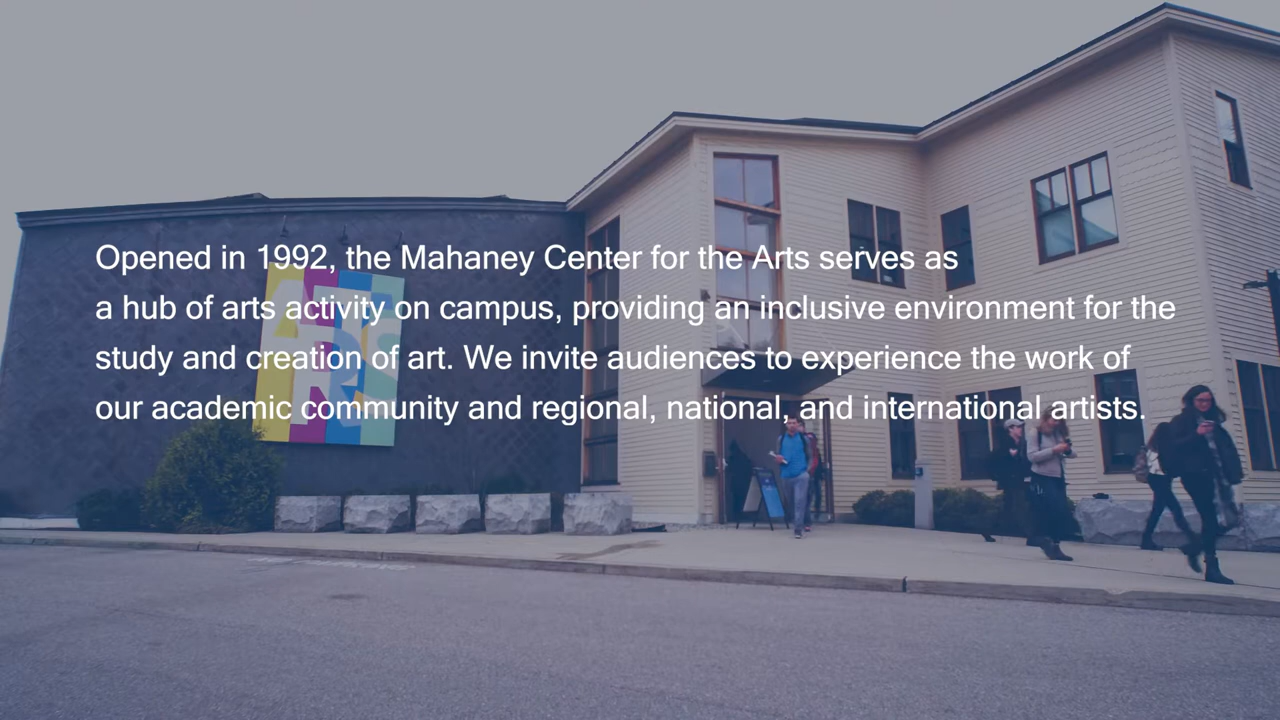 Opened in 1992, the Mahaney Center for the Arts serves as
a hub of arts activity on campus, providing an inclusive environment for the
study and creation of art. We invite audiences to experience the work of
our academic community and regional, national, and international artists.
ARTS